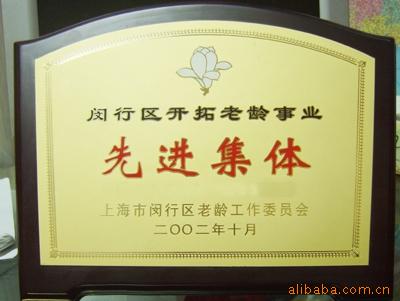 闵行区开拓老龄事业
先进集体
上海市闵行区老龄工作委员会
二〇〇二年十月
alibaba.com.cn